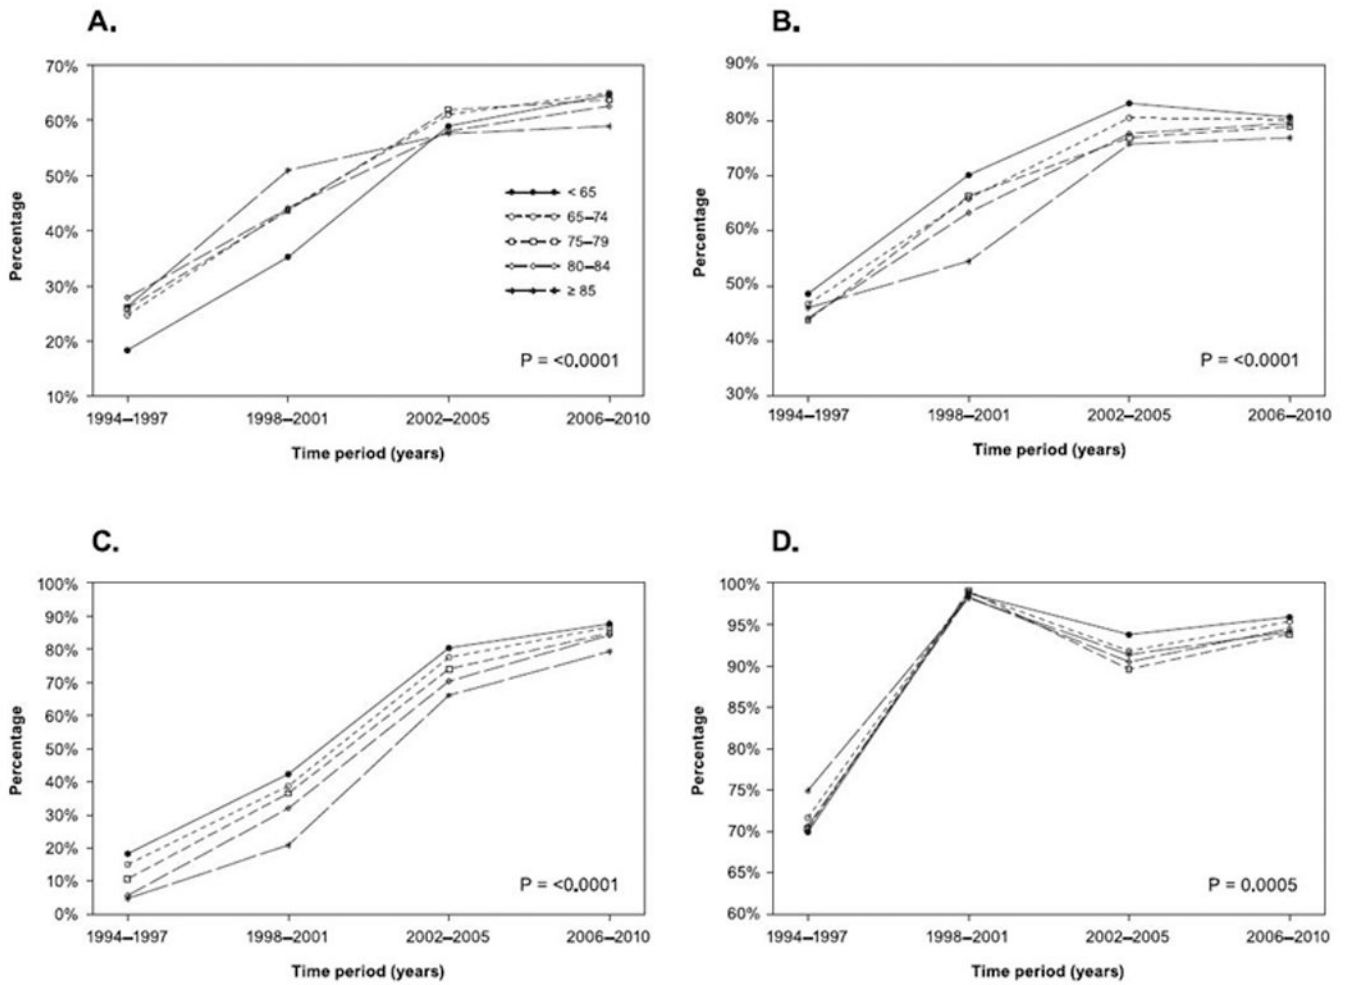 A.
70%
60%
50%
40%
30%
20%
10%
Percentage
< 65
65–74
75–79
80–84
≥ 85
P = <0.0001
1994–1997 1998–2001 2002–2005 2006–2010
Time period (years)
B.
90%
80%
70%
60%
50%
40%
30%
Percentage
P = <0.0001
1994–1997 1998–2001 2002–2005 2006–2010
Time period (years)
C.
100%
90%
80%
70%
60%
50%
40%
30%
20%
10%
0%
Percentage
P = <0.0001
1994–1997 1998–2001 2002–2005 2006–2010
Time period (years)
D.
100%
95%
90%
85%
80%
75%
70%
65%
60%
Percentage
P = 0.0005
1994–1997 1998–2001 2002–2005 2006–2010
Time period (years)